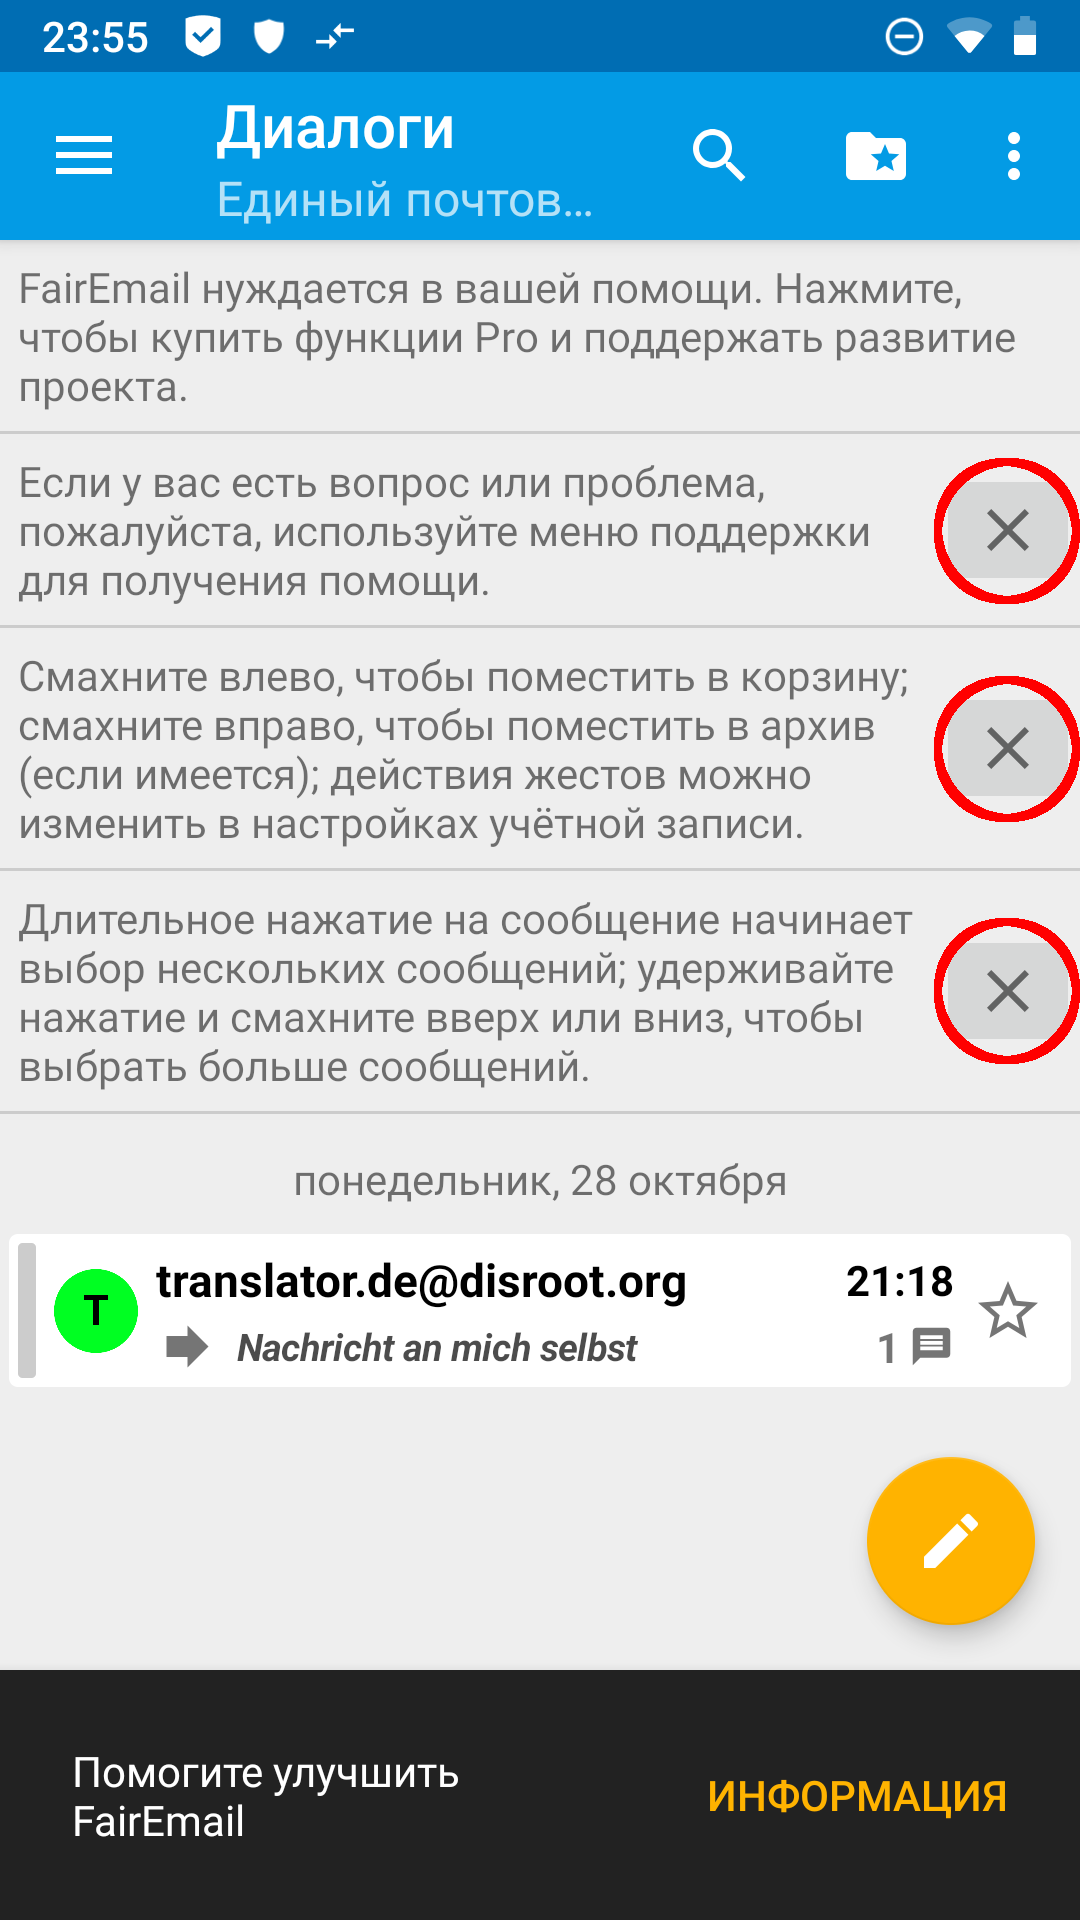 23:55
Диалоги
Единый почтов...
FairEmail нуждается в вашей помощи. Нажмите,
чтобы купить функции Pro и поддержать развитие
проекта.
Если у вас есть вопрос или проблема,
пожалуйста, используйте меню поддержки
для получения помощи.
Смахните влево, чтобы поместить в корзину;
смахните вправо, чтобы поместить в архив
(если имеется); действия жестов можно
изменить в настройках учётной записи.
Длительное нажатие на сообщение начинает
выбор нескольких сообщений; удерживайте
нажатие и смахните вверх или вниз, чтобы
выбрать больше сообщений.
понедельник, 28 октября
T translator.de@disroot.org 21:18
Nachricht an mich selbst 1
Помогите улучшить
FairEmail
ИНФОРМАЦИЯ